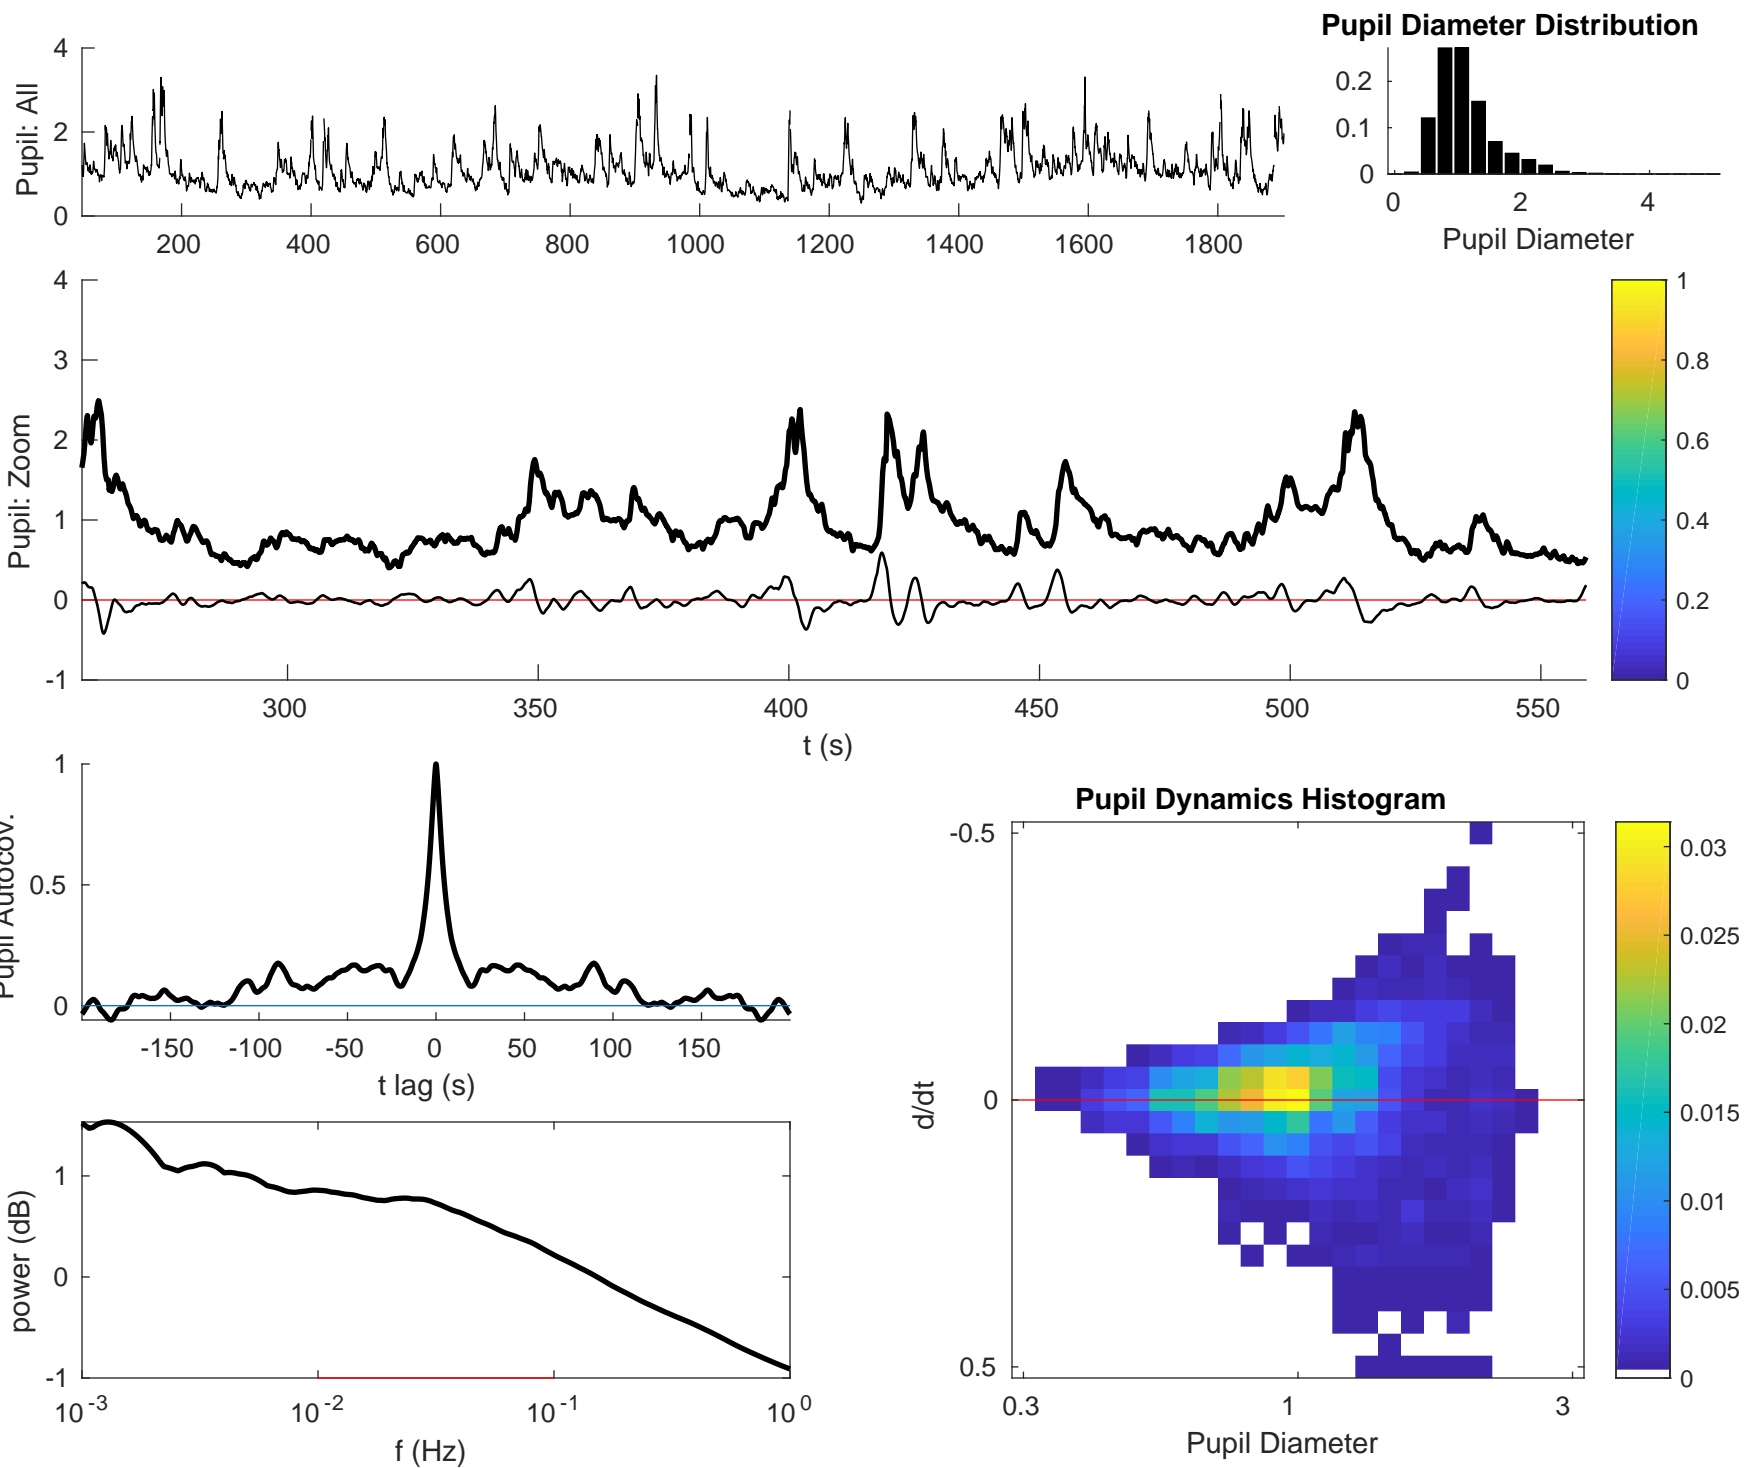 Pupil Diameter Distribution
Pupil: All
4
2
0
200 400 600 800 1000 1200 1400 1600 1800
0.2
0.1
0
0 2 4
Pupil Diameter
Pupil: Zoom
4
3
2
1
0
-1
300 350 400 450 500 550
t (s)
1
0.8
0.6
0.4
0.2
0
Pupil Autocov.
1
0.5
0
-150 -100 -50 0 50 100 150
t lag (s)
power (dB)
1
0
-1
10^-3 10^-2 10^-1 10^0
f (Hz)
Pupil Dynamics Histogram
d/dt
-0.5
0
0.5
0.3 1 3
Pupil Diameter
0.03
0.025
0.02
0.015
0.01
0.005
0